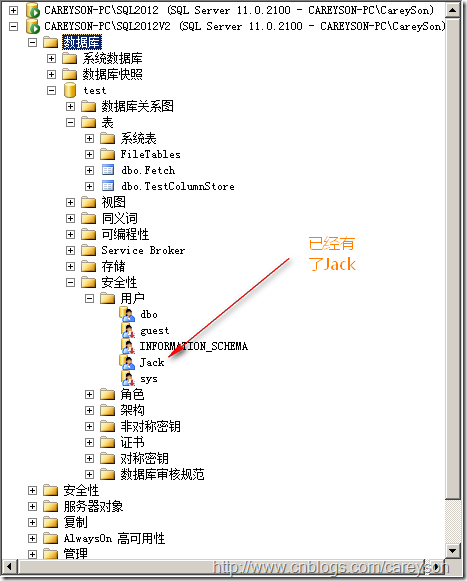 CAREYSON-PC\SQL2012 (SQL Server 11.0.2100 - CAREYSON-PC\CareySon)
CAREYSON-PC\SQL2012V2 (SQL Server 11.0.2100 - CAREYSON-PC\CareySon)
数据库
系统数据库
数据库快照
test
数据库关系图
表
系统表
FileTables
dbo.Fetch
dbo.TestColumnStore
视图
同义词
可编程性
Service Broker
存储
安全性
用户
dbo
guest
INFORMATION_SCHEMA
Jack
sys
角色
架构
非对称密钥
证书
对称密钥
数据库审核规范
安全性
服务器对象
复制
AlwaysOn 高可用性
管理
已经有
了Jack
http://www.cnblogs.com/careyson